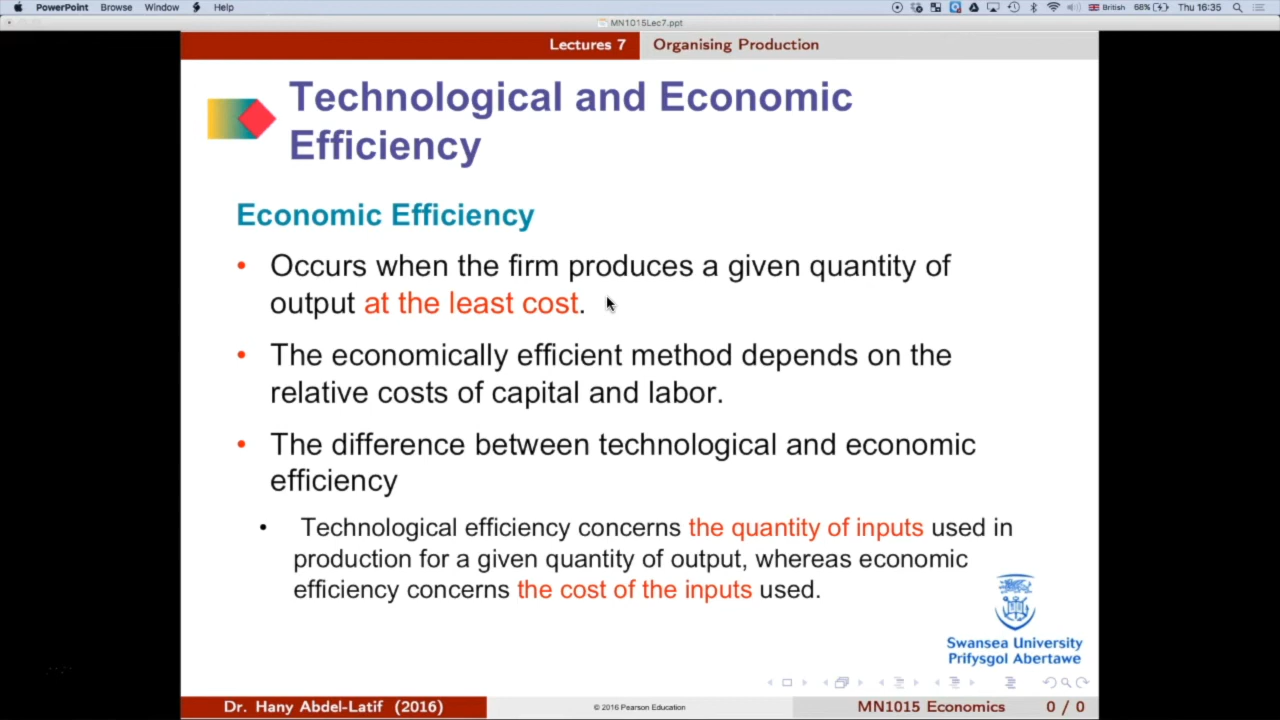 PowerPoint Browse Window Help British 68% Thu 16:35
MN1015Lec7.ppt
Lectures 7 Organising Production
Technological and Economic
Efficiency
Economic Efficiency
• Occurs when the firm produces a given quantity of
output at the least cost.
• The economically efficient method depends on the
relative costs of capital and labor.
• The difference between technological and economic
efficiency
• Technological efficiency concerns the quantity of inputs used in
production for a given quantity of output, whereas economic
efficiency concerns the cost of the inputs used.
Swansea University
Prifysgol Abertawe
Dr. Hany Abdel-Latif (2016) © 2016 Pearson Education MN1015 Economics 0 / 0